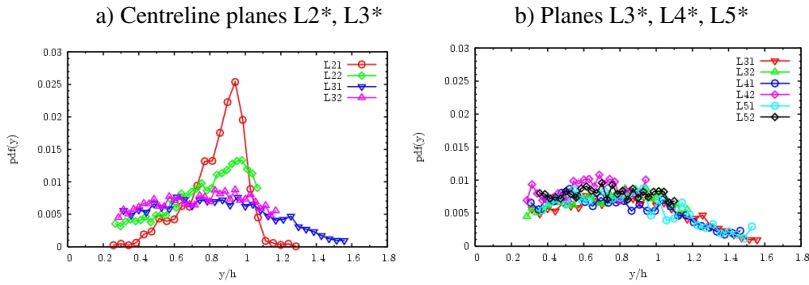 a) Centreline planes L2*, L3*
b) Planes L3*, L4*, L5*
0.03
0.025
0.02
0.015
0.01
0.005
0
pdf(y)
0 0.2 0.4 0.6 0.8 1 1.2 1.4 1.6 1.8
y/h
L21
L22
L31
L32
0.03
0.025
0.02
0.015
0.01
0.005
0
pdf(y)
0 0.2 0.4 0.6 0.8 1 1.2 1.4 1.6 1.8
y/h
L31
L32
L41
L42
L51
L52